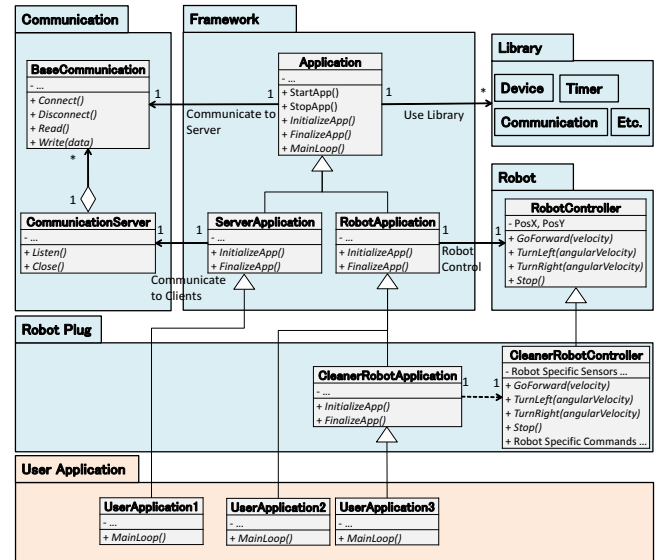 Communication
BaseCommunication
- ...
+ Connect()
+ Disconnect()
+ Read()
+ Write(data)
*
1
CommunicationServer
- ...
+ Listen()
+ Close()
Framework
Application
- ...
+ StartApp()
+ StopApp()
+ InitializeApp()
+ FinalizeApp()
+ MainLoop()
1
1
Communicate to
Server
1
*
Use Library
ServerApplication
- ...
+ InitializeApp()
+ FinalizeApp()
1
1
Communicate
to Clients
RobotApplication
- ...
+ InitializeApp()
+ FinalizeApp()
1
1
Robot
Control
Library
Device
Timer
Communication
Etc.
Robot
RobotController
- PosX, PosY
+ GoForward(velocity)
+ TurnLeft(angularVelocity)
+ TurnRight(angularVelocity)
+ Stop()
Robot Plug
CleanerRobotApplication
- ...
+ InitializeApp()
+ FinalizeApp()
1
1
CleanerRobotController
- Robot Specific Sensors ...
+ GoForward(velocity)
+ TurnLeft(angularVelocity)
+ TurnRight(angularVelocity)
+ Stop()
+ Robot Specific Commands ...
User Application
UserApplication1
- ...
+ MainLoop()
UserApplication2
- ...
+ MainLoop()
UserApplication3
- ...
+ MainLoop()